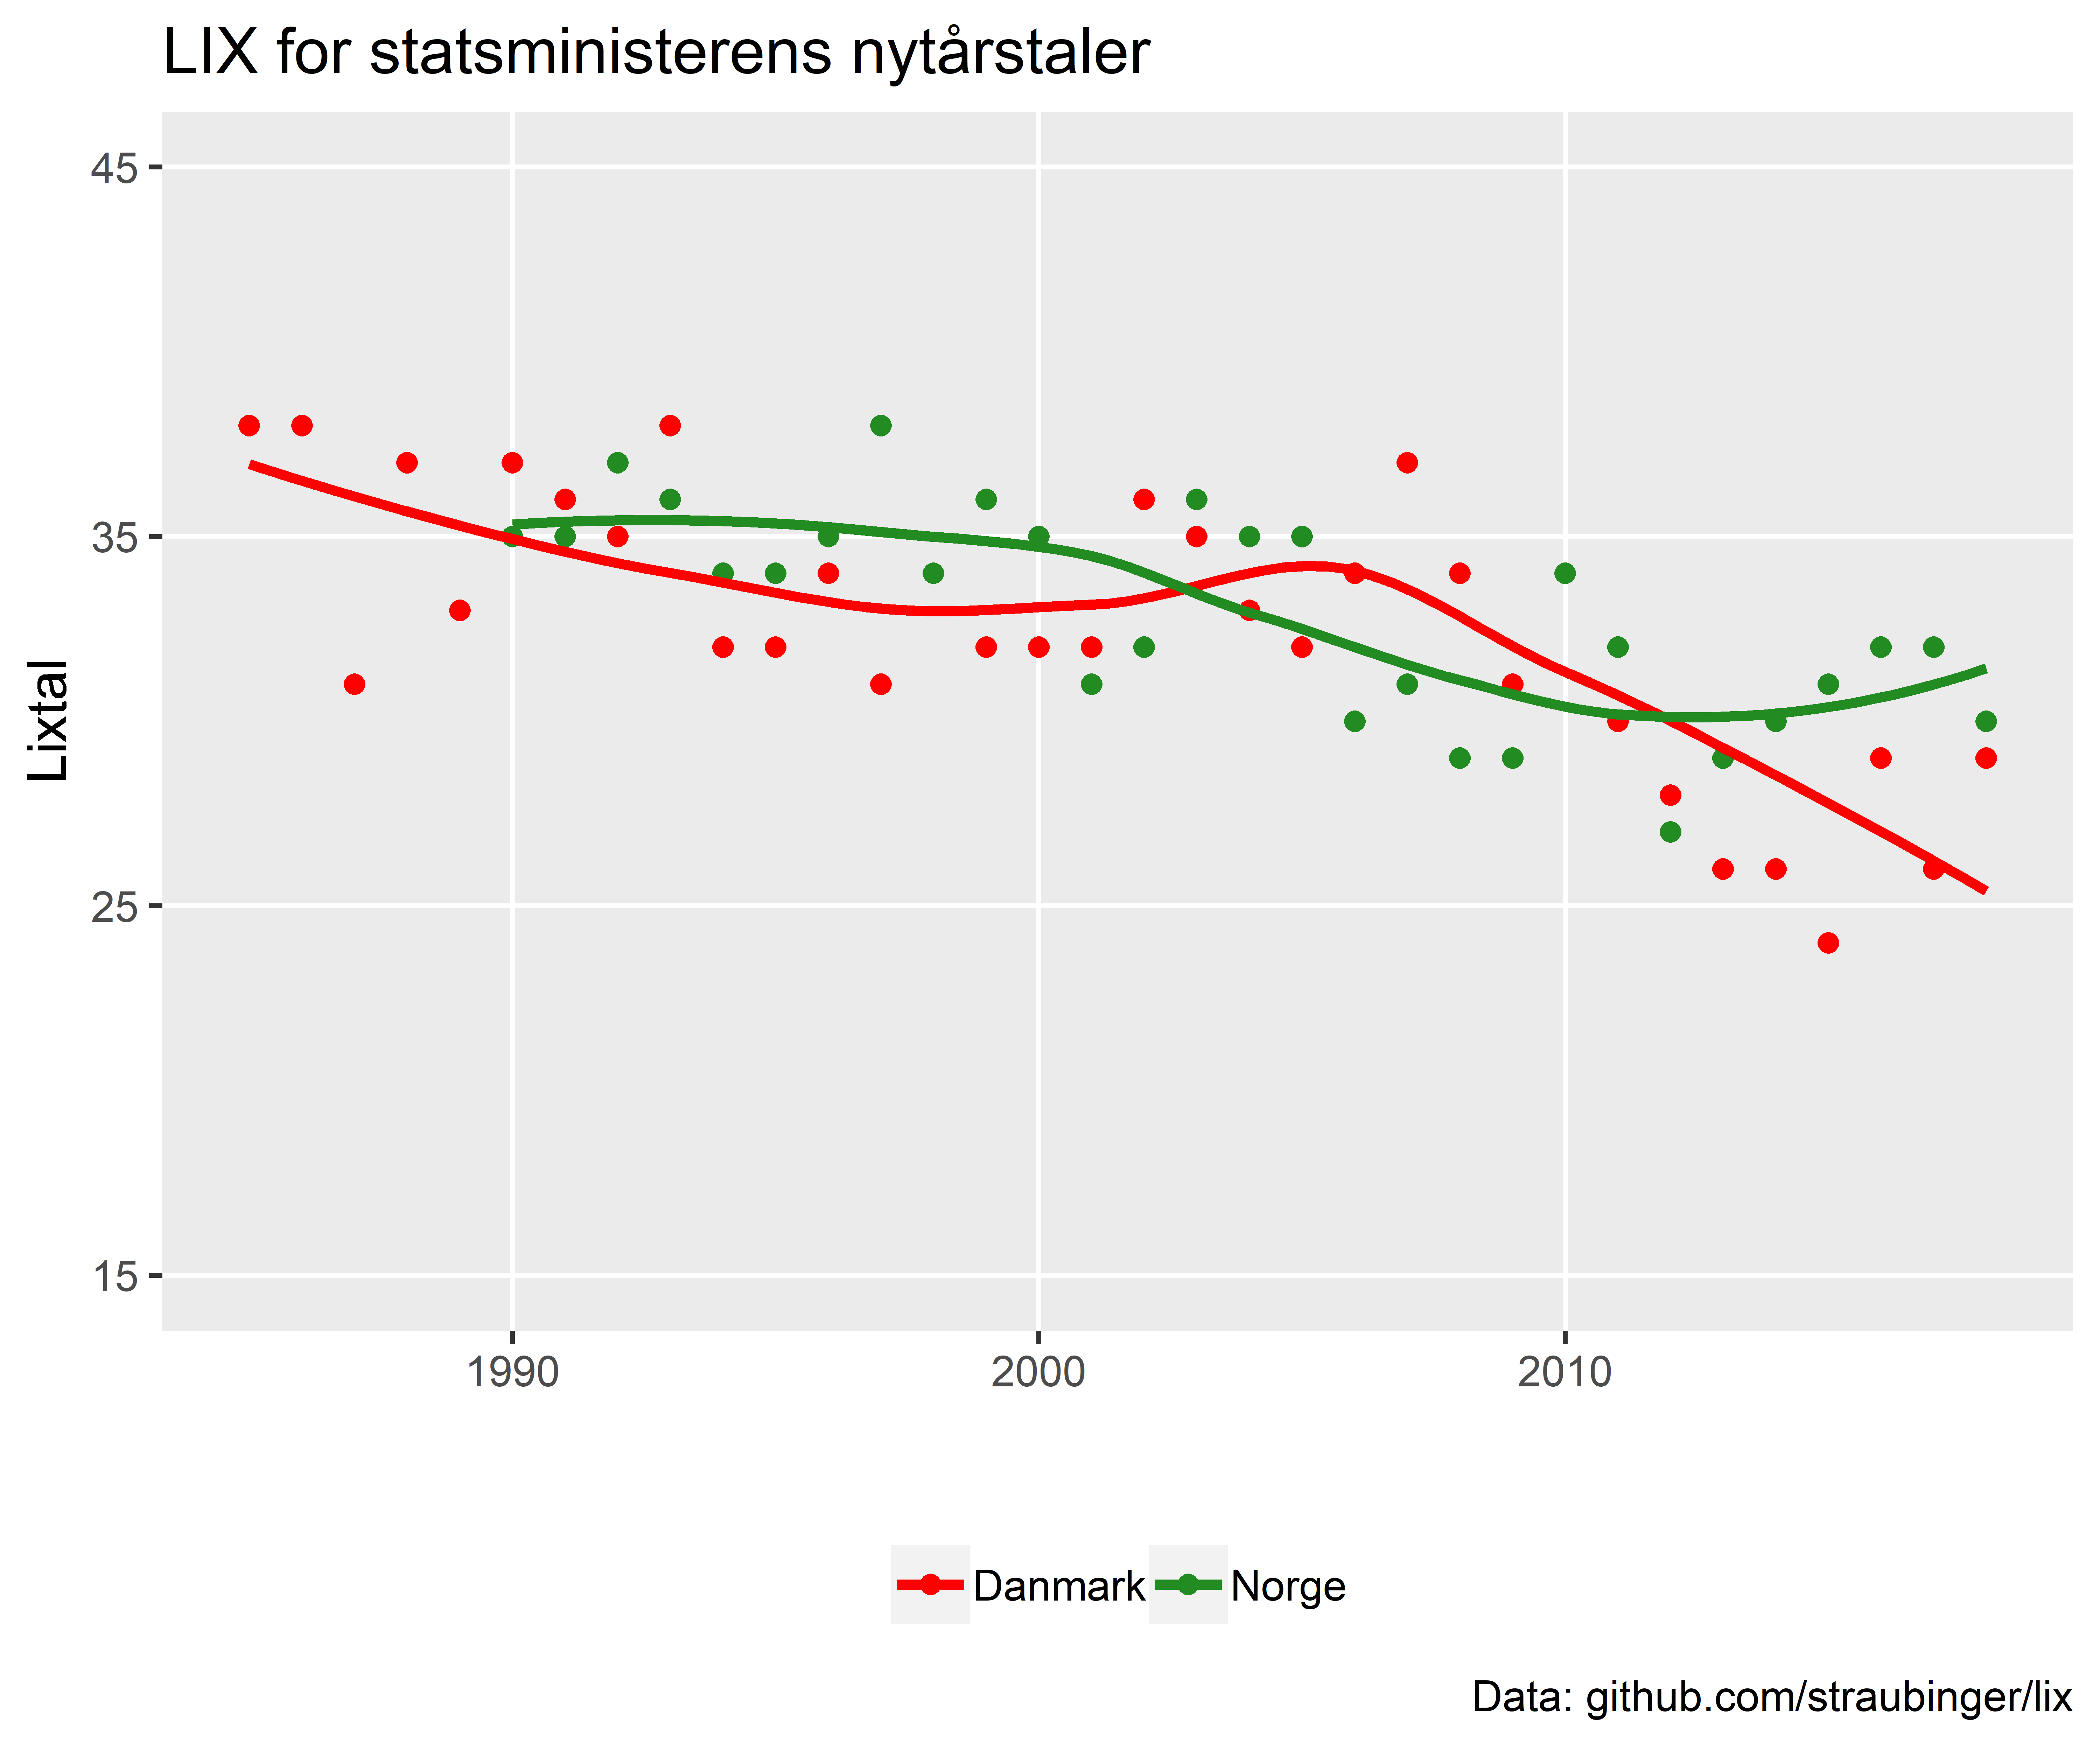 LIX for statsministerens nytårstaler
Lixtal
45
35
25
15
1990 2000 2010
Danmark Norge
Data: github.com/straubinger/lix